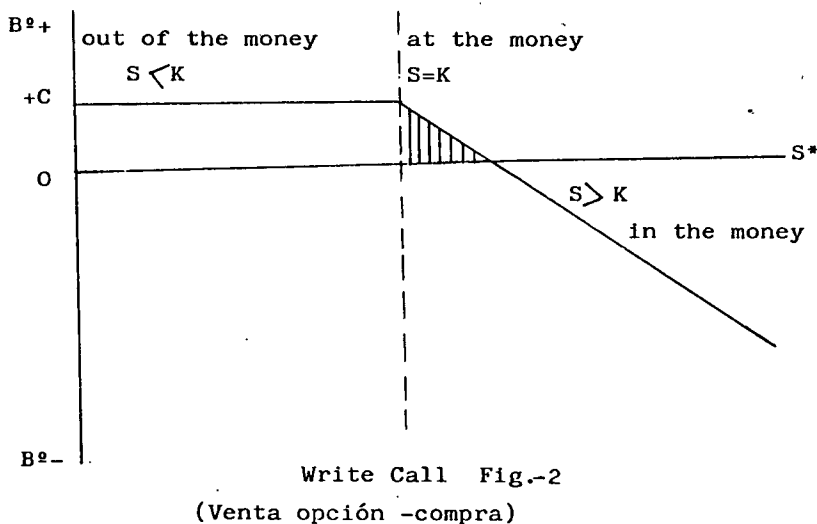 Bº+
out of the money
at the money
S < K
S=K
+C
S*
O
S > K
in the money
Bº-
Write Call Fig.-2
(Venta opción -compra)